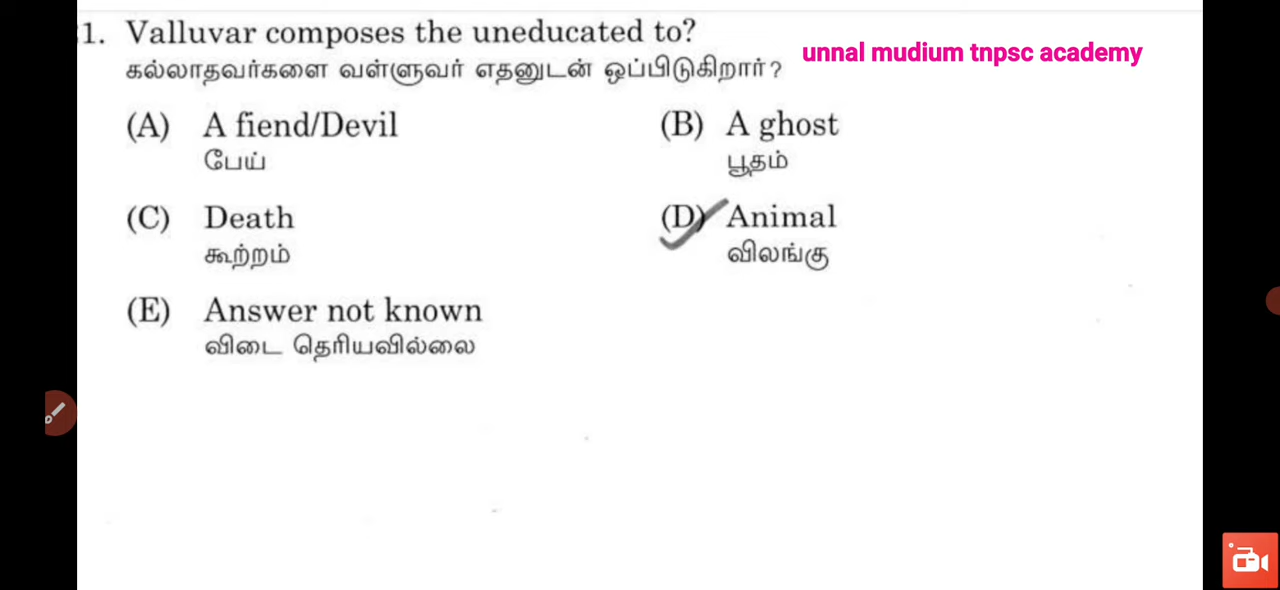 1. Valluvar composes the uneducated to?
unnal mudium tnpsc academy
கல்லாதவர்களை வள்ளுவர் எதனுடன் ஒப்பிடுகிறார்?
(A) A fiend/Devil
பேய்
(B) A ghost
பூதம்
(C) Death
கூற்றம்
(D) Animal
விலங்கு
(E) Answer not known
விடை தெரியவில்லை